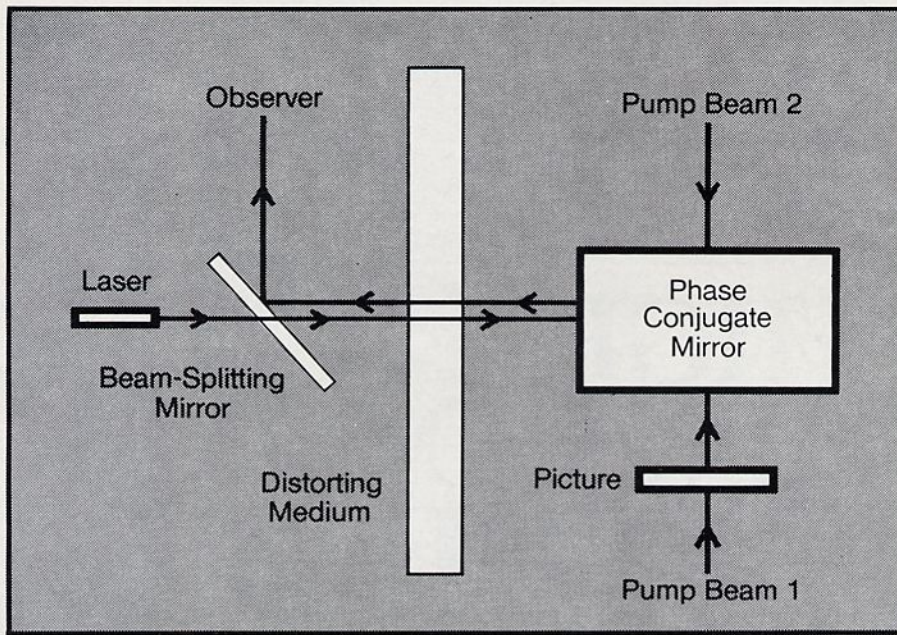 Observer
Pump Beam 2
Laser
Phase
Conjugate
Mirror
Beam-Splitting
Mirror
Distorting
Medium
Picture
Pump Beam 1